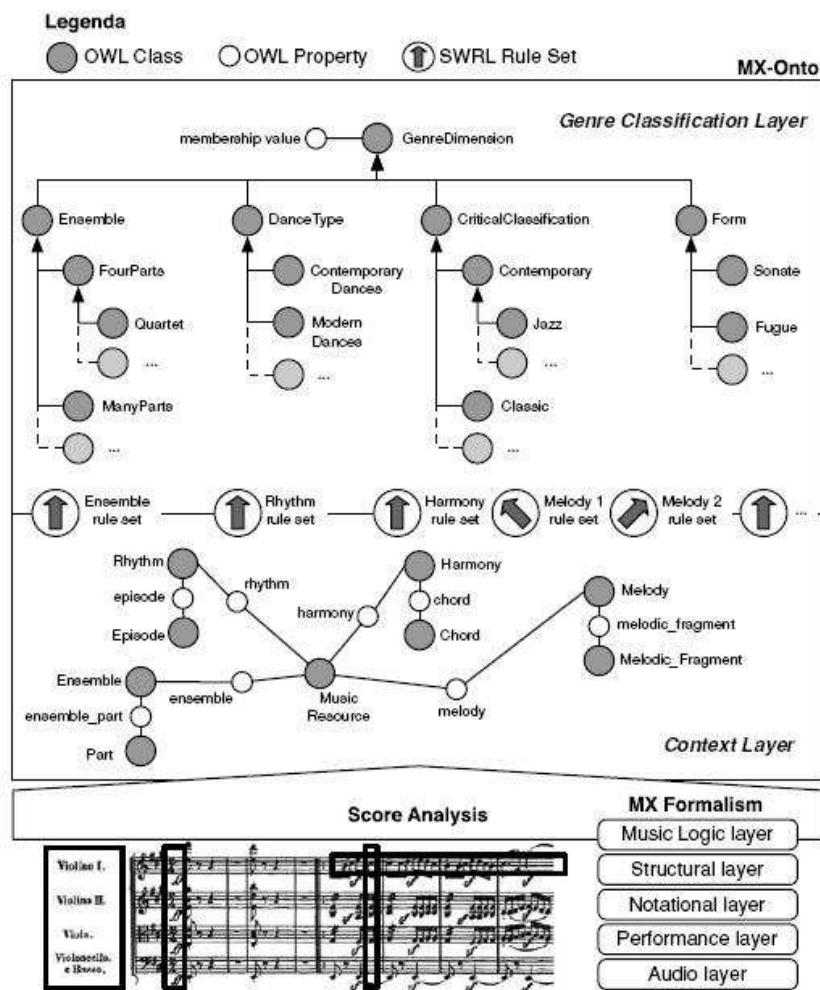 Legenda
OWL Class OWL Property SWRL Rule Set
MX-Onto
Genre Classification Layer
membership value GenreDimension
Ensemble DanceType CriticalClassification Form
FourParts Contemporary Dances Contemporary Sonate
Quartet Modern Dances Jazz Fugue
... ... ... ...
ManyParts Classic
... ...
Ensemble rule set Rhythm rule set Harmony rule set Melody 1 rule set Melody 2 rule set ...
Rhythm rhythm Harmony Melody
episode harmony chord melodic_fragment
Episode Chord Melodic_Fragment
Ensemble ensemble Music Resource melody
ensemble_part
Part
Context Layer
Score Analysis
MX Formalism
Music Logic layer
Violino I.
Structural layer
Violino II.
Notational layer
Viola.
Performance layer
Violoncello.
e Basso.
Audio layer